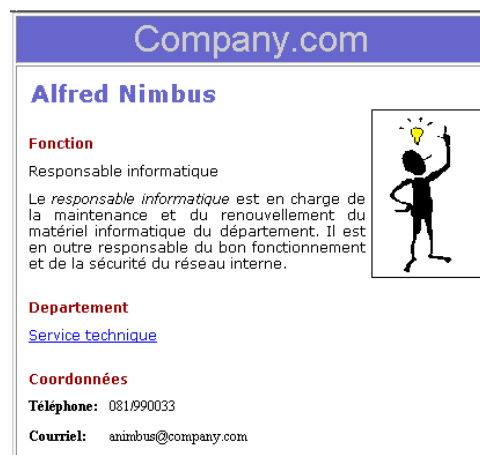 Company.com
Alfred Nimbus
Fonction
Responsable informatique
Le responsable informatique est en charge de
la maintenance et du renouvellement du
matériel informatique du département. Il est
en outre responsable du bon fonctionnement
et de la sécurité du réseau interne.
Departement
Service technique
Coordonnées
Téléphone: 081/990033
Courriel: animbus@company.com